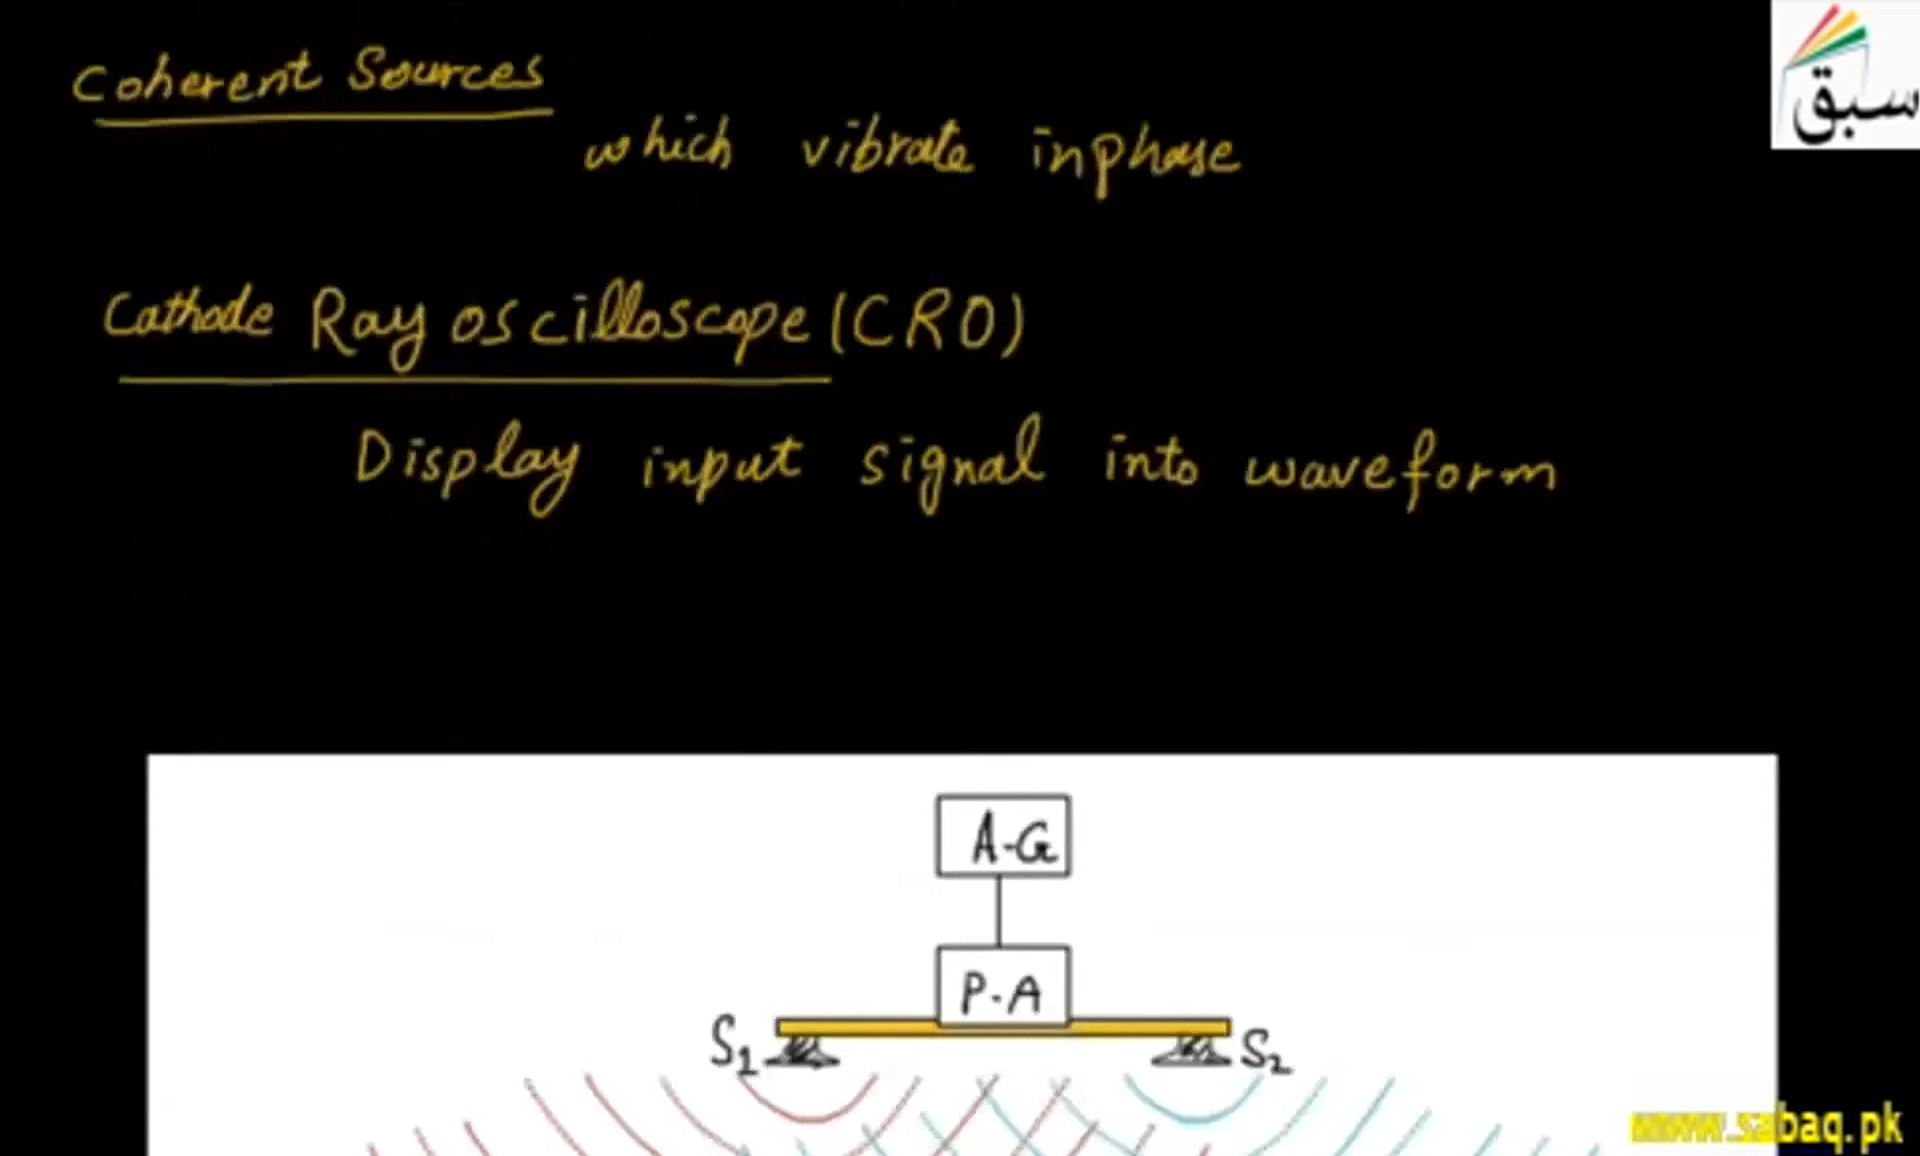 سبق
Coherent Sources
which vibrate inphase
Cathode Ray oscilloscope (CRO)
Display input signal into waveform
A-G
P-A
S1
S2
www.sabaq.pk